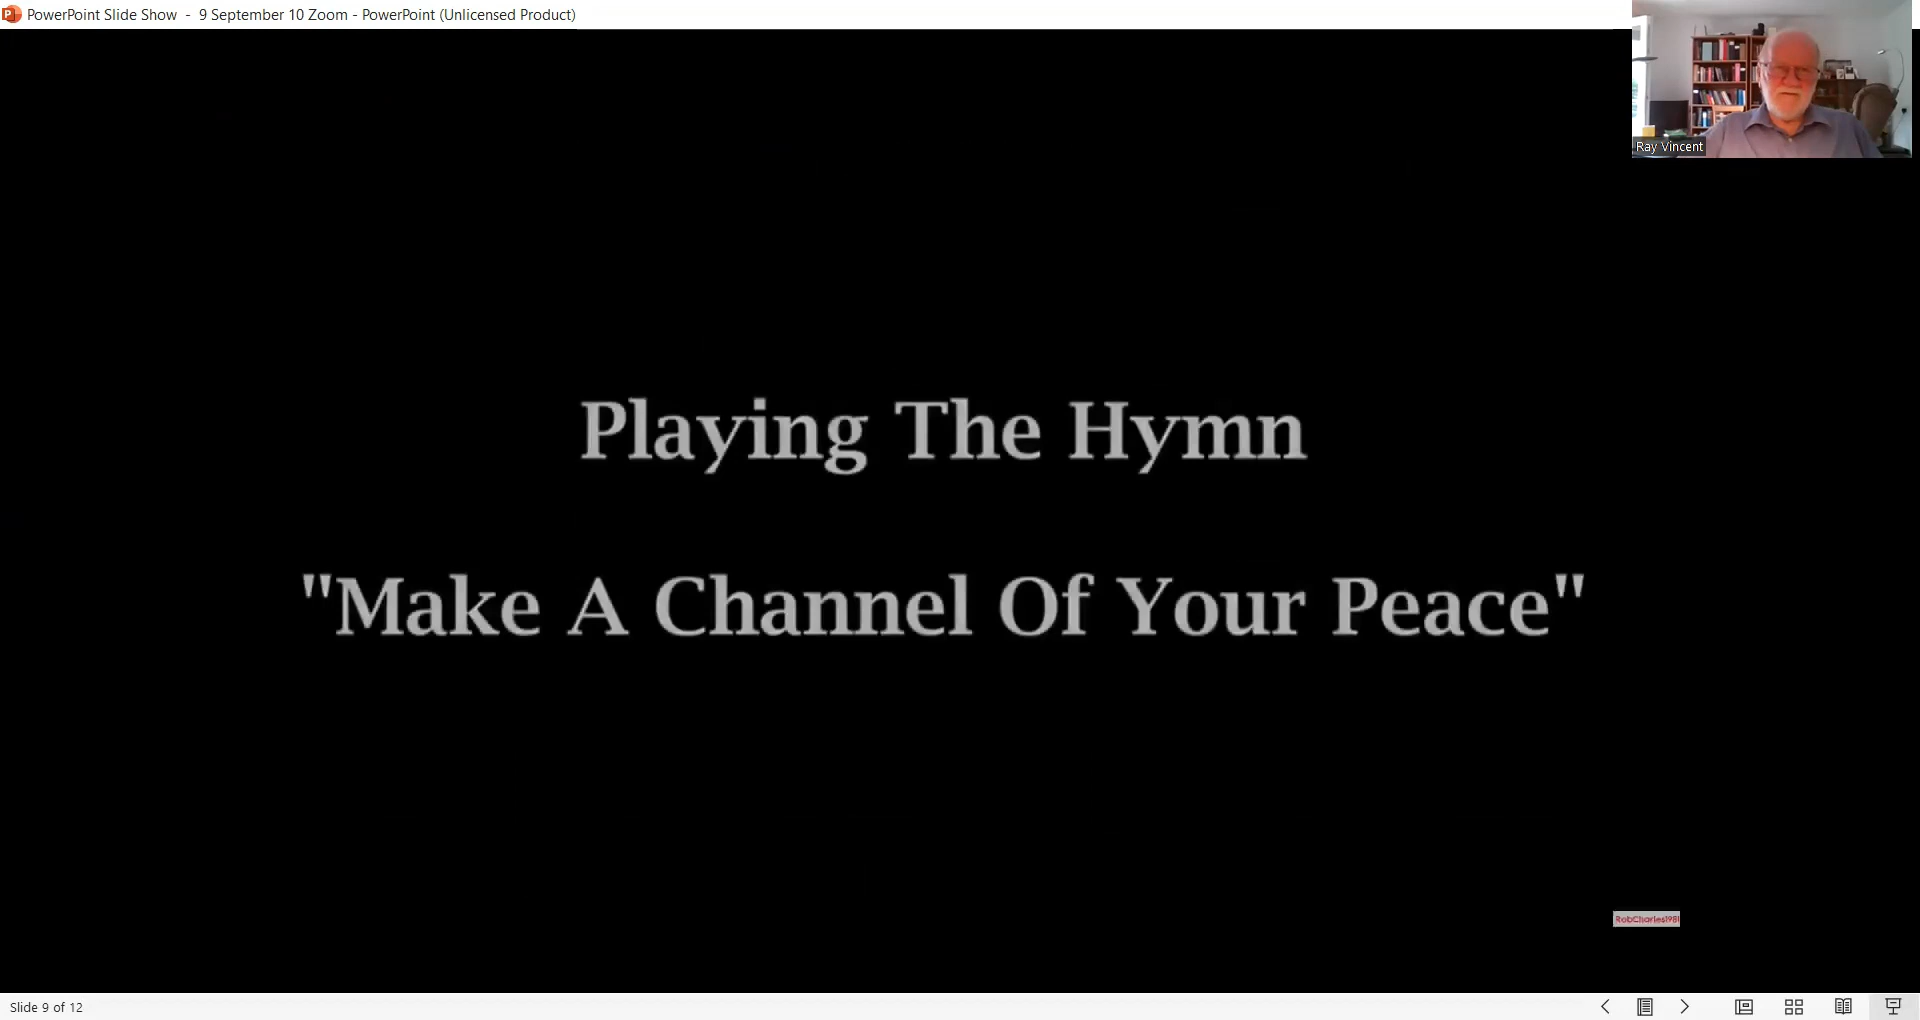 PowerPoint Slide Show - 9 September 10 Zoom - PowerPoint (Unlicensed Product)
Ray Vincent
Playing The Hymn
"Make A Channel Of Your Peace"
RobCharles1981
Slide 9 of 12